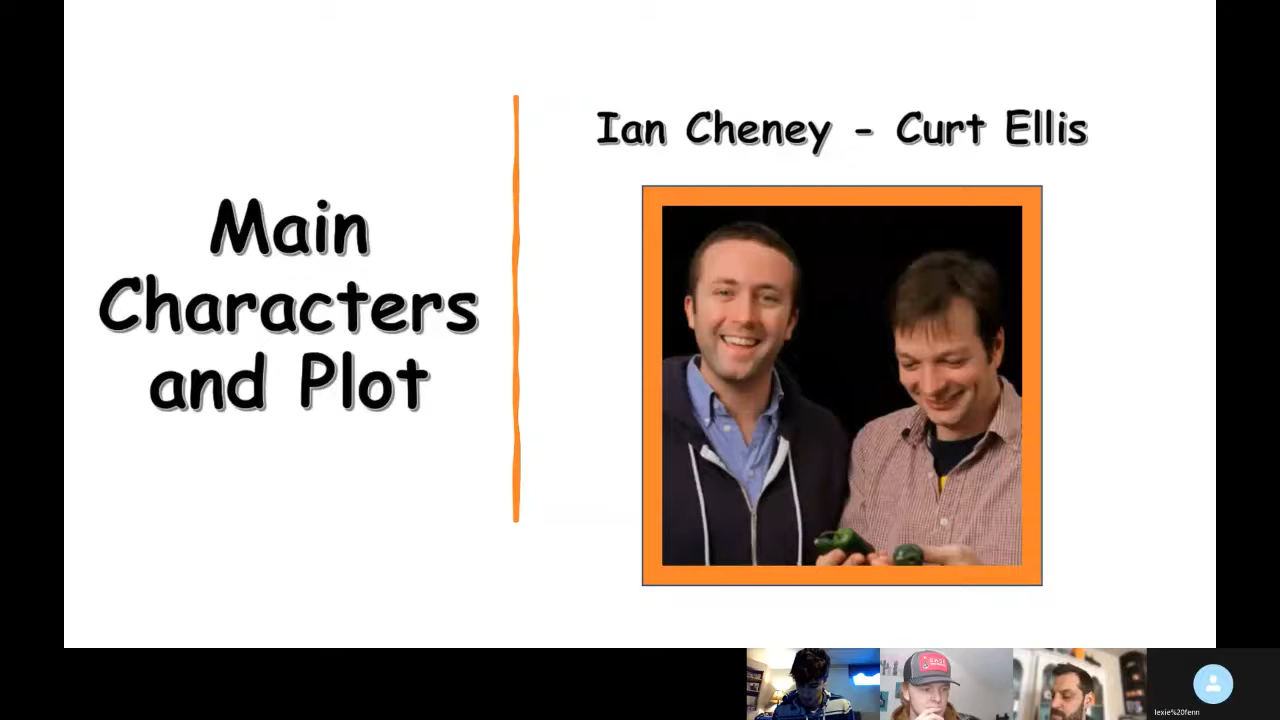 Ian Cheney - Curt Ellis
Main
Characters
and Plot
lexie%20fenn